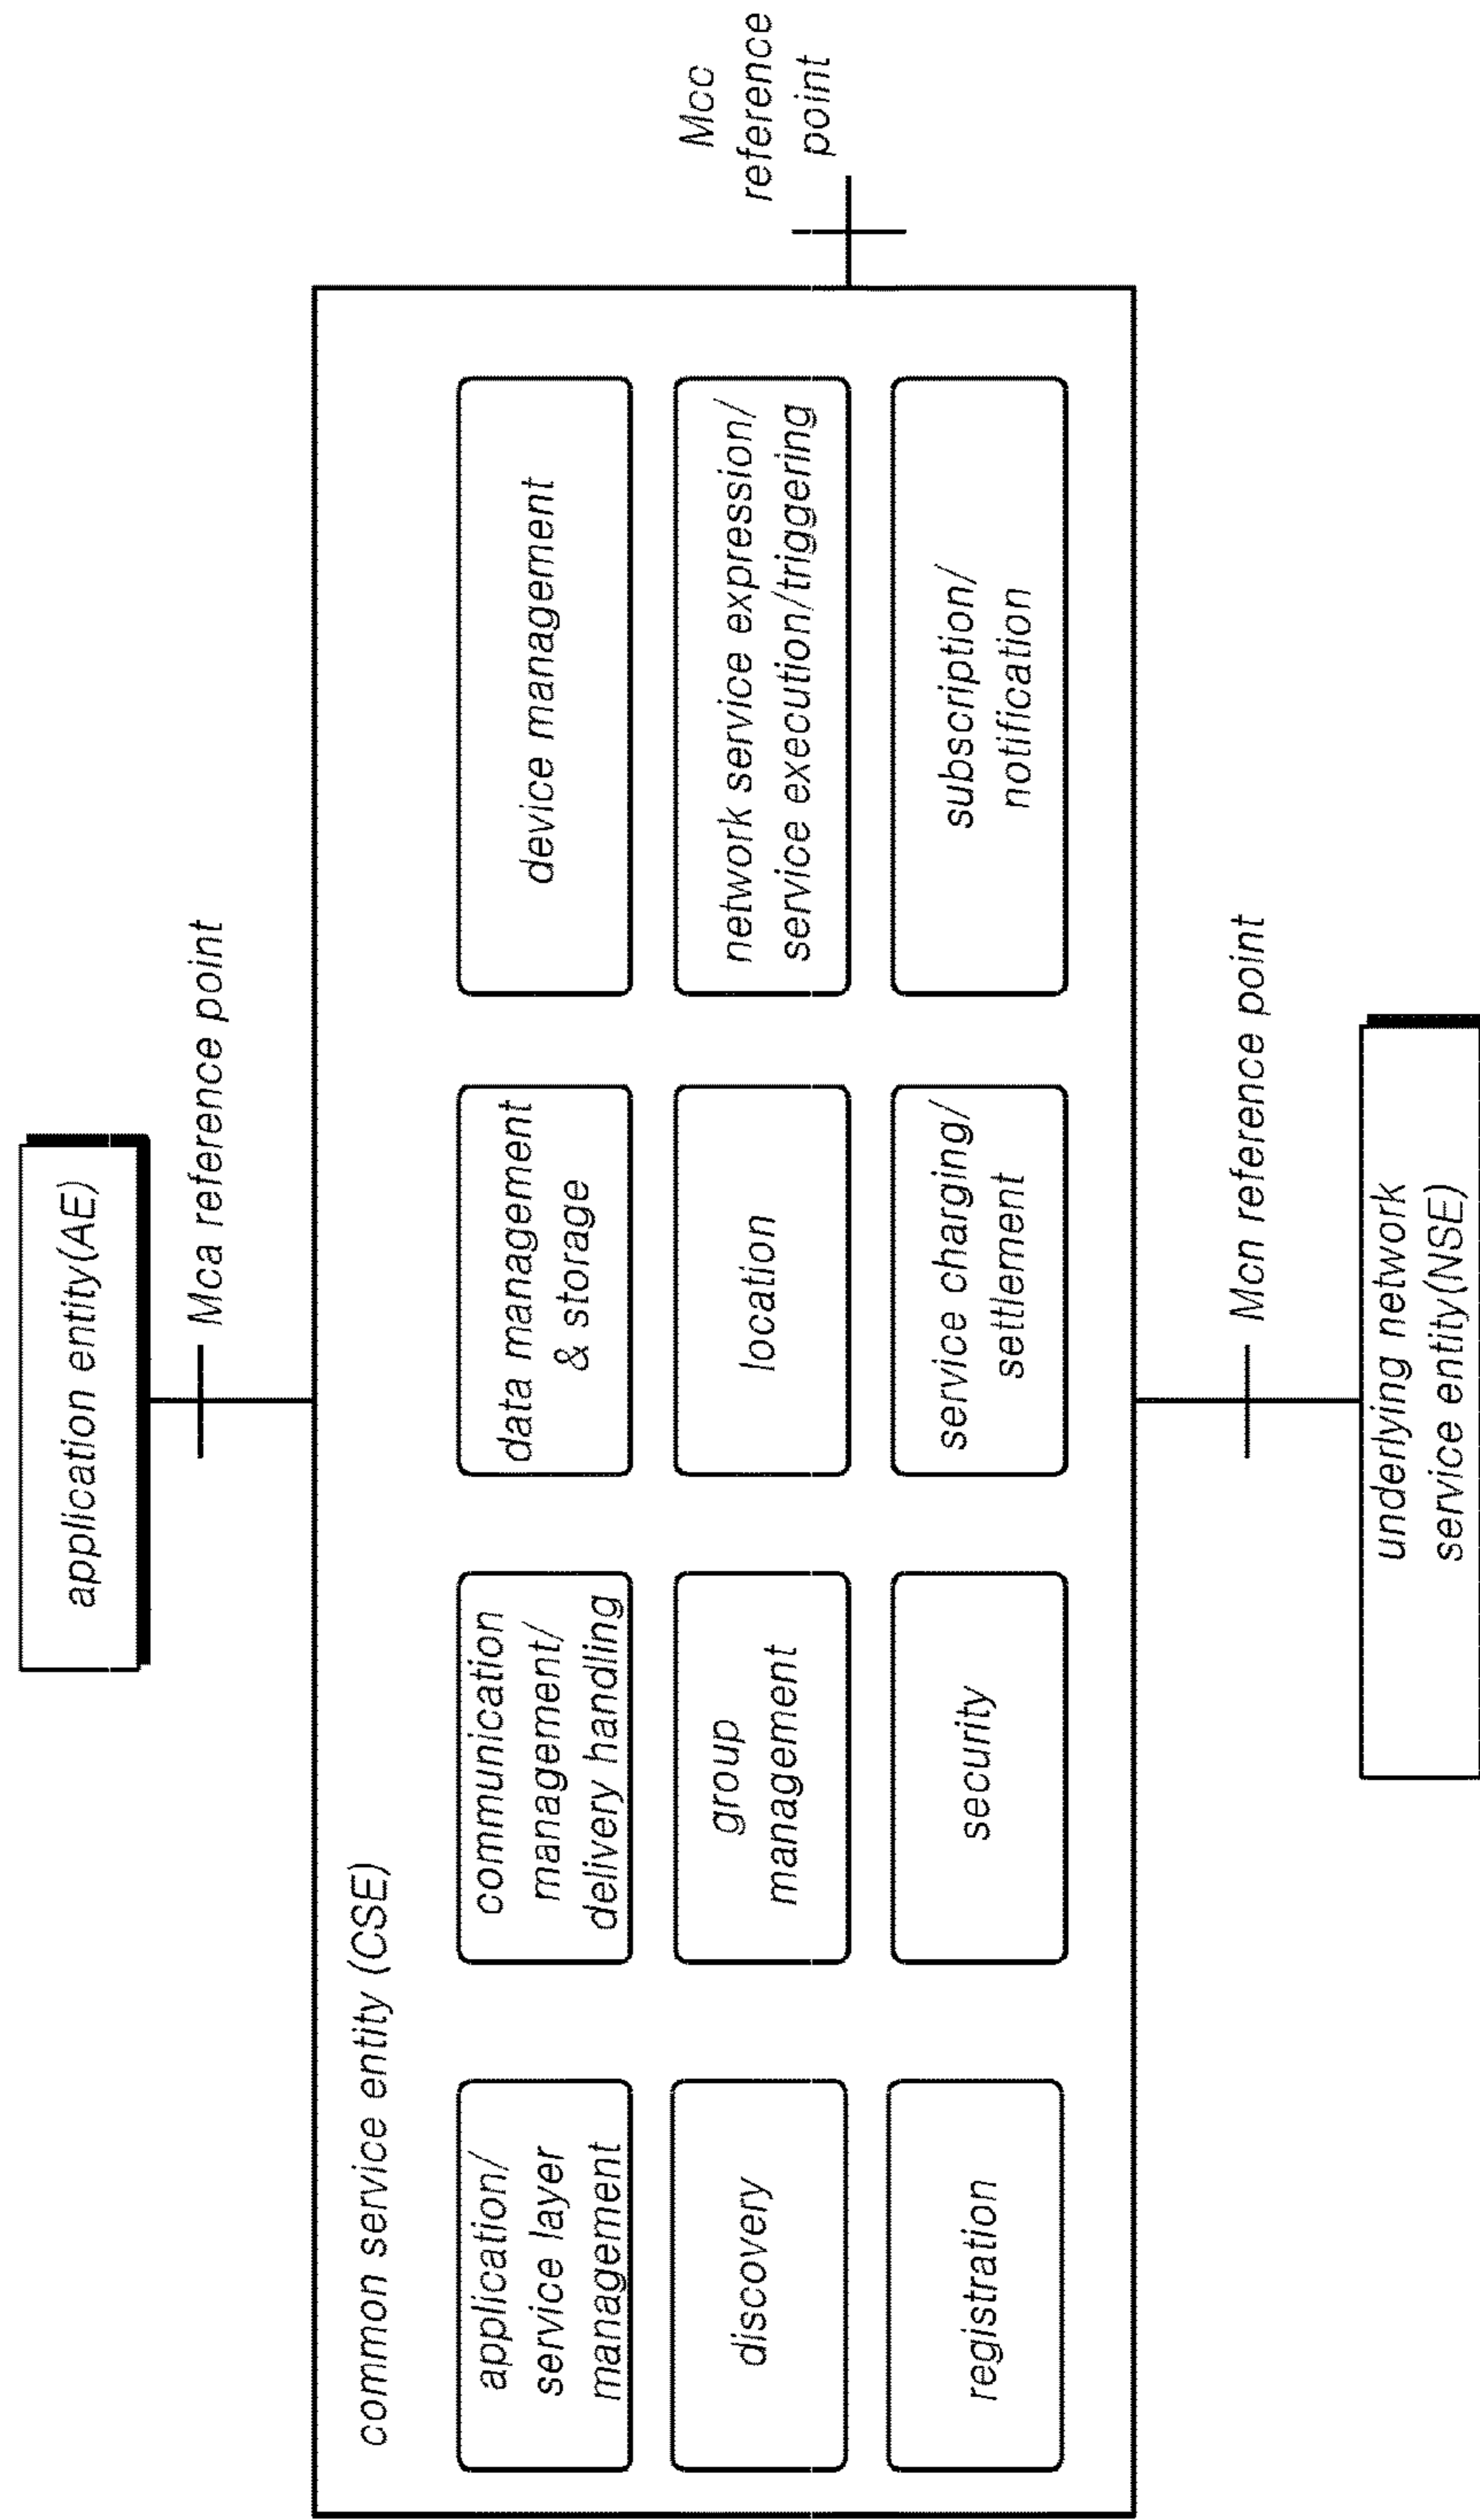 application entity(AE)
Mca reference point
common service entity (CSE)
application/
service layer
management
communication
management/
delivery handling
data management
& storage
device management
discovery
group
management
location
network service expression/
service execution/triggering
registration
security
service charging/
settlement
subscription/
notification
Mcc
reference
point
Mcn reference point
underlying network
service entity(NSE)